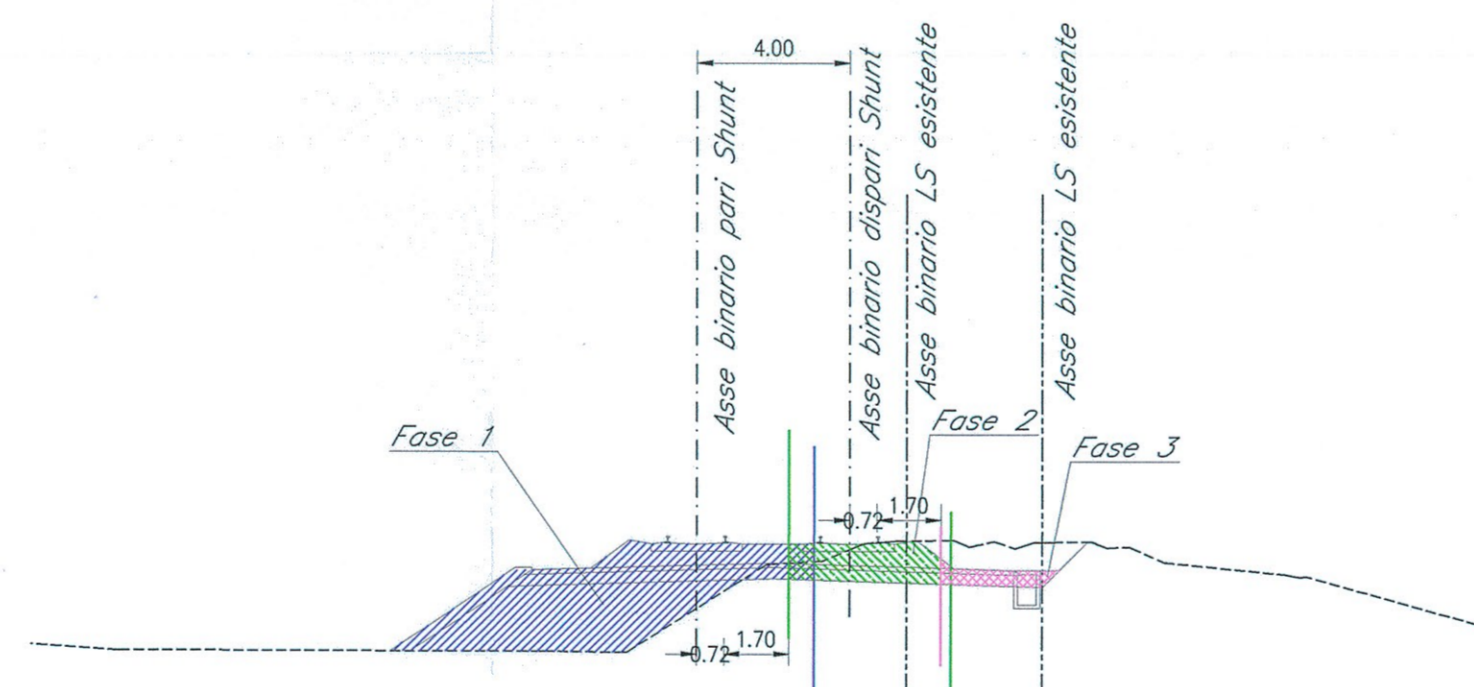 4.00
Asse binario pari Shunt
Asse binario dispari Shunt
Asse binario LS esistente
Asse binario LS esistente
Fase 1
Fase 2
Fase 3
0.72
1.70
0.72
1.70